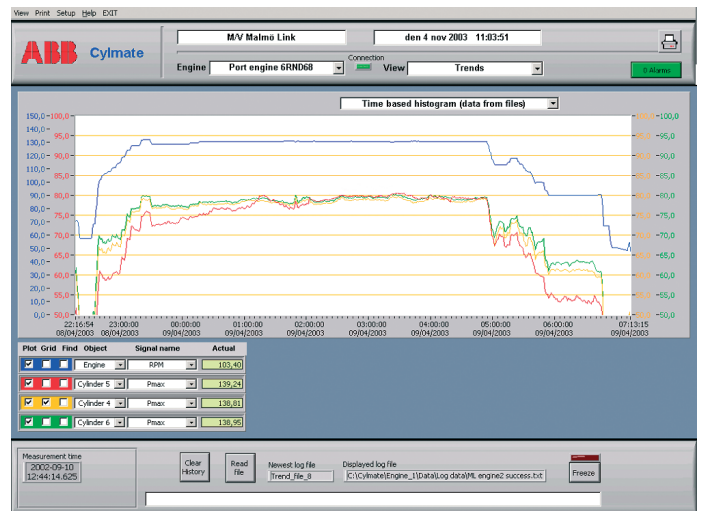 View Print Setup Help EXIT
ABB Cylmate
M/V Malmö Link
den 4 nov 2003 11:03:51
Engine
Port engine 6RND68
Connection
View
Trends
0 Alarms
Time based histogram (data from files)
150,0 100,0
140,0
130,0 95,0
120,0 90,0
110,0
100,0 85,0
90,0 80,0
80,0
70,0 75,0
60,0 70,0
50,0
40,0 65,0
30,0 60,0
20,0
10,0 55,0
0,0 50,0
100,0
95,0
90,0
85,0
80,0
75,0
70,0
65,0
60,0
55,0
50,0
22:16:54 23:00:00 00:00:00 01:00:00 02:00:00 03:00:00 04:00:00 05:00:00 06:00:00 07:13:15
08/04/2003 08/04/2003 09/04/2003 09/04/2003 09/04/2003 09/04/2003 09/04/2003 09/04/2003 09/04/2003 09/04/2003
Plot Grid Find Object Signal name Actual
Engine RPM 103,40
Cylinder 5 Pmax 139,24
Cylinder 4 Pmax 138,81
Cylinder 6 Pmax 138,95
Measurement time
2002-09-10
12:44:14.625
Clear
History
Read
file
Newest log file
Trend_file_8
Displayed log file
C:\Cylmate\Engine_1\Data\Log data\ML engine2 success.txt
Freeze